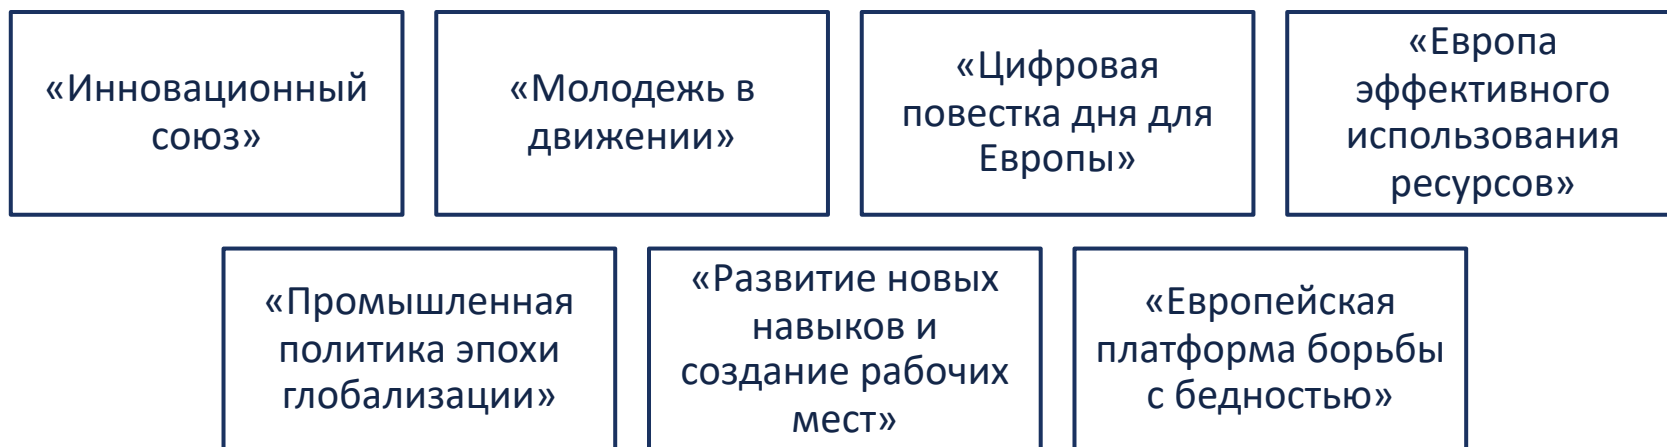 «Инновационный
союз»
«Молодежь в
движении»
«Цифровая
повестка дня для
Европы»
«Европа
эффективного
использования
ресурсов»
«Промышленная
политика эпохи
глобализации»
«Развитие новых
навыков и
создание рабочих
мест»
«Европейская
платформа борьбы
с бедностью»